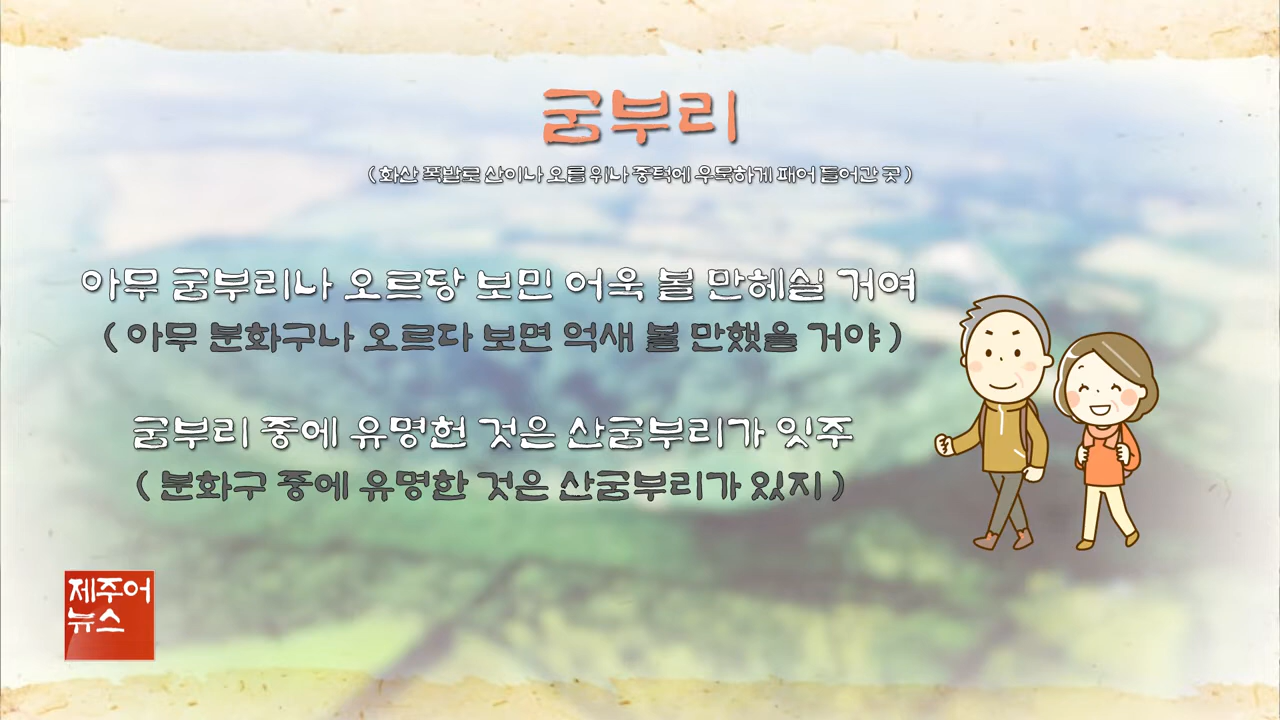 굼부리
( 화산 폭발로 산이나 오름 위나 중턱에 우묵하게 패어 들어간 곳 )
아무 굼부리나 오르당 보민 어욱 볼 만헤실 거여
( 아무 분화구나 오르다 보면 억새 볼 만했을 거야 )
굼부리 중에 유명헌 것은 산굼부리가 잇주
( 분화구 중에 유명한 것은 산굼부리가 있지 )
제주어
뉴스